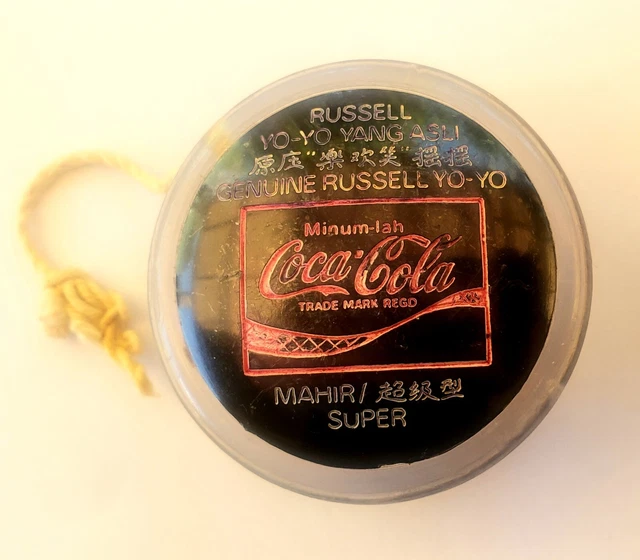 RUSSELL
YO-YO YANG ASLI
原庄"樂欢笑"摇摇
GENUINE RUSSELL YO-YO
Minum-lah
Coca-Cola
TRADE MARK REGD
MAHIR/ 超级型
SUPER